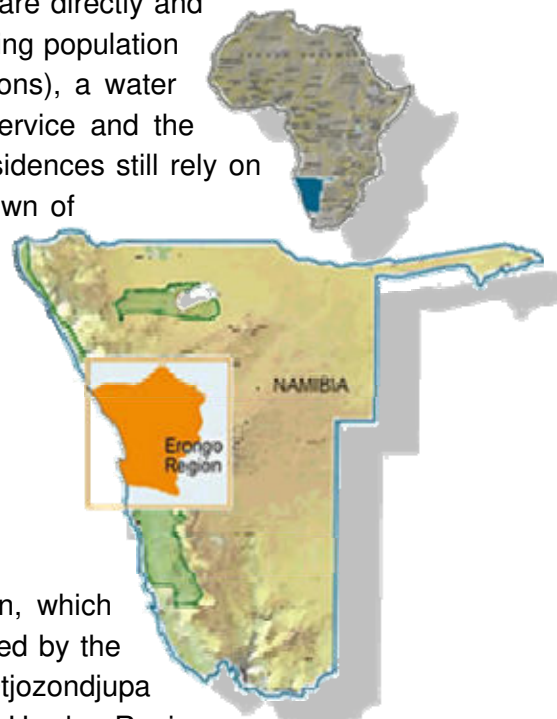 are directly and
ing population
ons), a water
ervice and the
sidences still rely on
wn of
NAMIBIA
Erongo
Region
n, which
ed by the
tjozondjupa